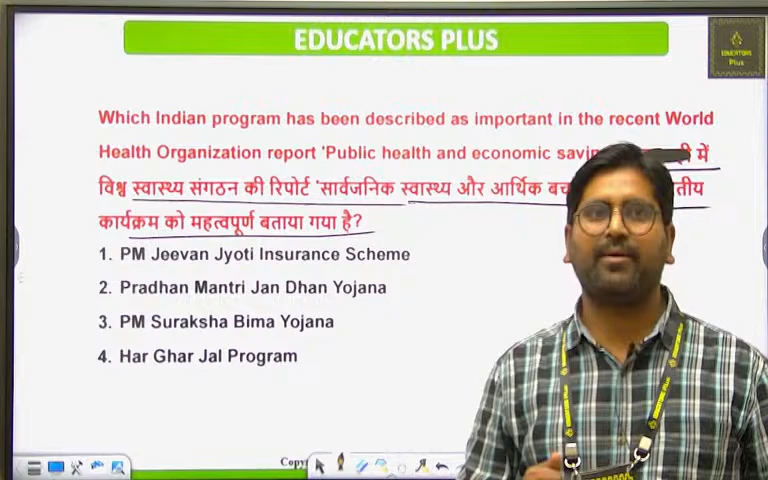 EDUCATORS PLUS
EDUCATORS
Plus
Which Indian program has been described as important in the recent World
Health Organization report 'Public health and economic
में
विश्व स्वास्थ्य संगठन की रिपोर्ट 'सार्वजनिक स्वास्थ्य और आर्थिक
कार्यक्रम को महत्वपूर्ण बताया गया है?
1. PM Jeevan Jyoti Insurance Scheme
2. Pradhan Mantri Jan Dhan Yojana
3. PM Suraksha Bima Yojana
4. Har Ghar Jal Program